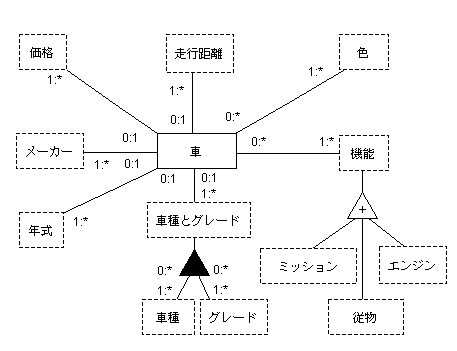 価格
走行距離
色
1:*
1:*
1:*
0:1
0:*
メーカー
0:1
車
0:*
1:*
機能
1:*
0:1
0:1
0:1
1:*
年式
1:*
車種とグレード
+
0:*
0:*
ミッション
エンジン
1:*
1:*
車種
グレード
従物